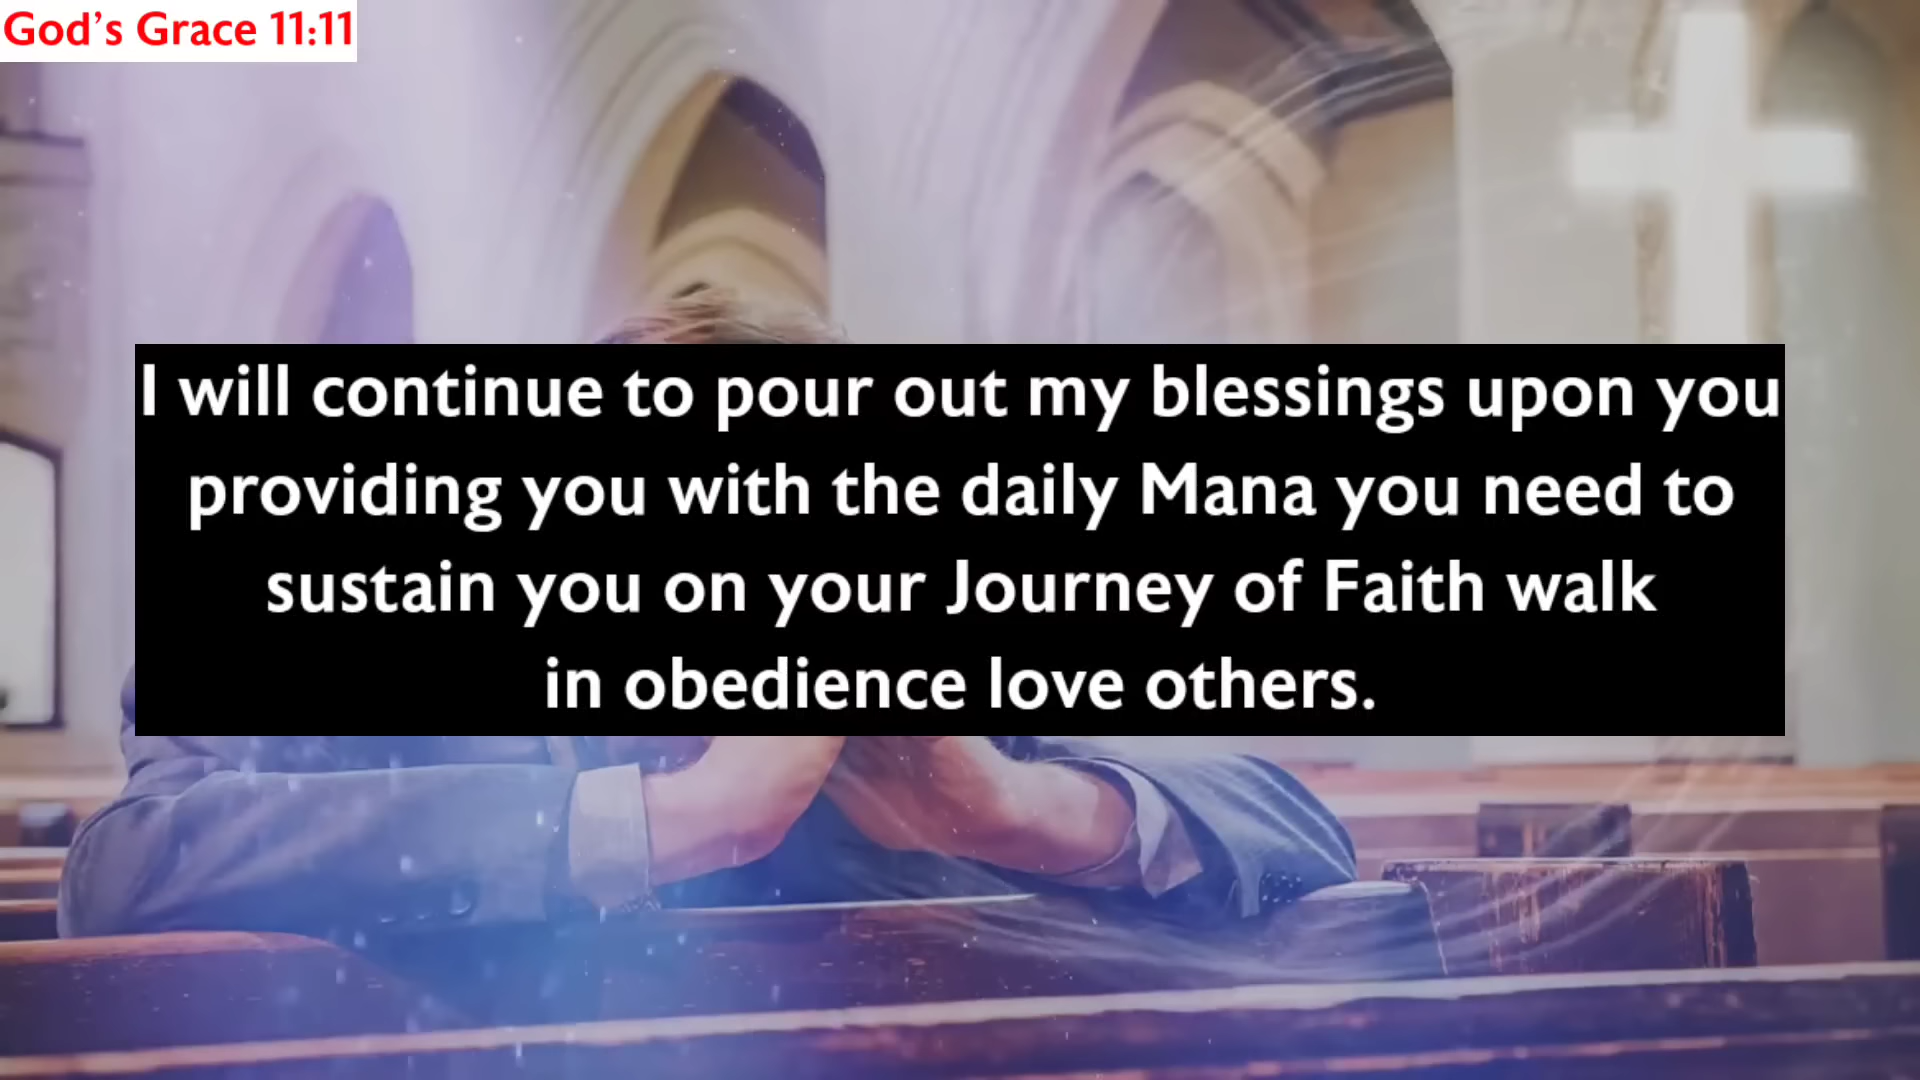 God's Grace 11:11
I will continue to pour out my blessings upon you
providing you with the daily Mana you need to
sustain you on your Journey of Faith walk
in obedience love others.